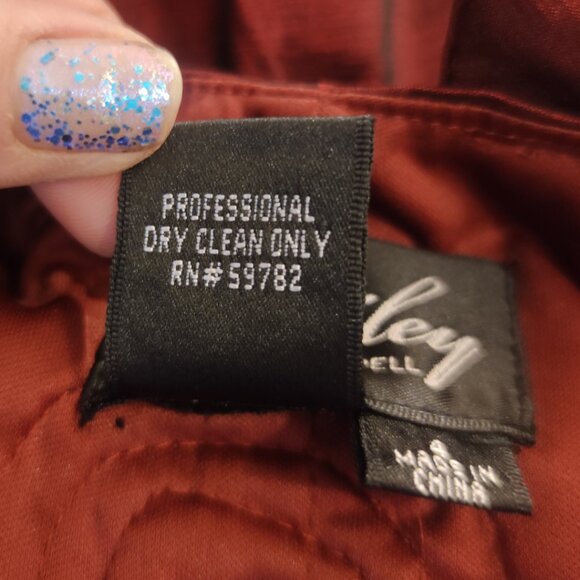 PROFESSIONAL
DRY CLEAN ONLY
RN# 59782
MADE IN
CHINA